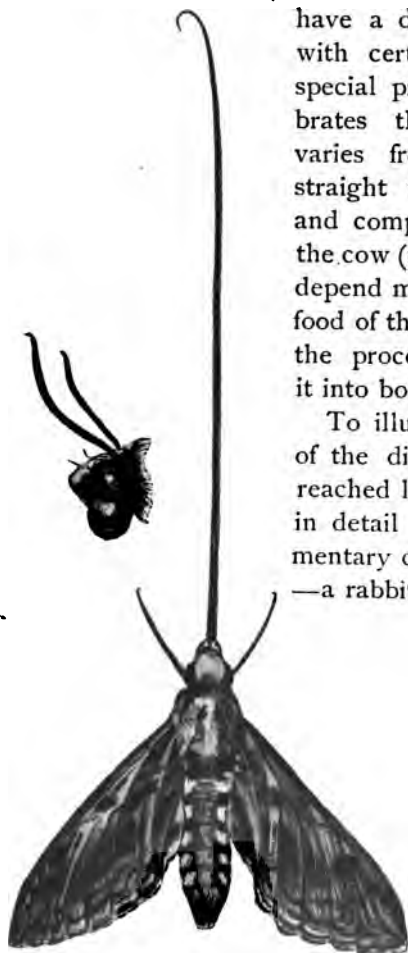 have a d
with cert
special p
brates th
varies fr
straight
and comp
the cow (
depend m
food of th
the proce
it into bo
To illu
of the di
reached l
in detail
mentary c
—a rabbi